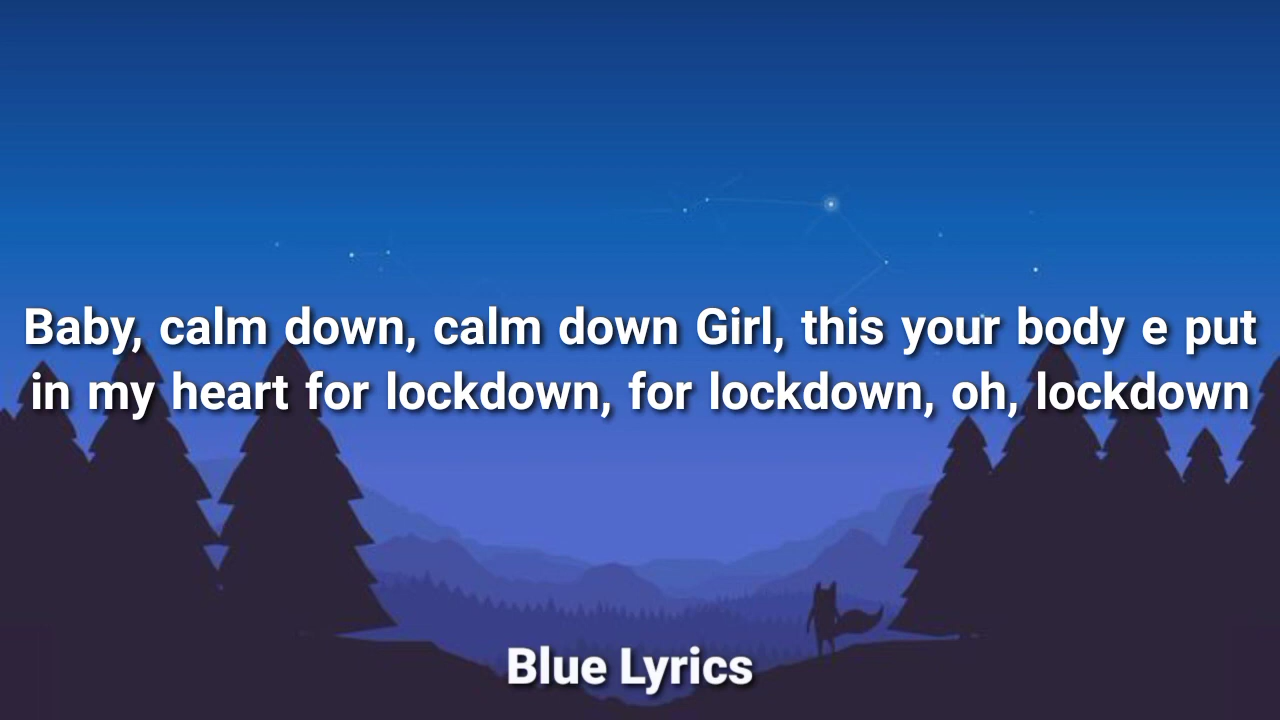 Baby, calm down, calm down Girl, this your body e put
in my heart for lockdown, for lockdown, oh, lockdown
Blue Lyrics